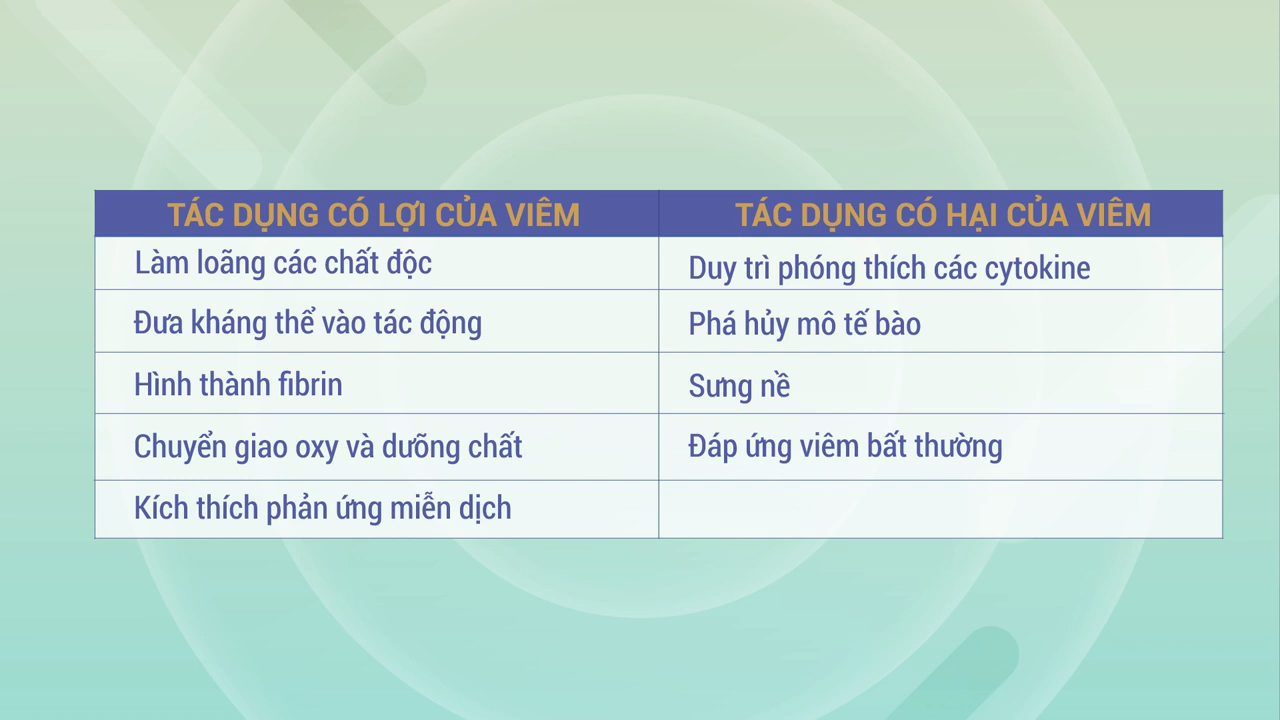 TÁC DỤNG CÓ LỢI CỦA VIÊM
TÁC DỤNG CÓ HẠI CỦA VIÊM
Làm loãng các chất độc
Duy trì phóng thích các cytokine
Đưa kháng thể vào tác động
Phá hủy mô tế bào
Hình thành fibrin
Sưng nề
Chuyển giao oxy và dưõng chất
Đáp ứng viêm bất thường
Kích thích phản ứng miễn dịch